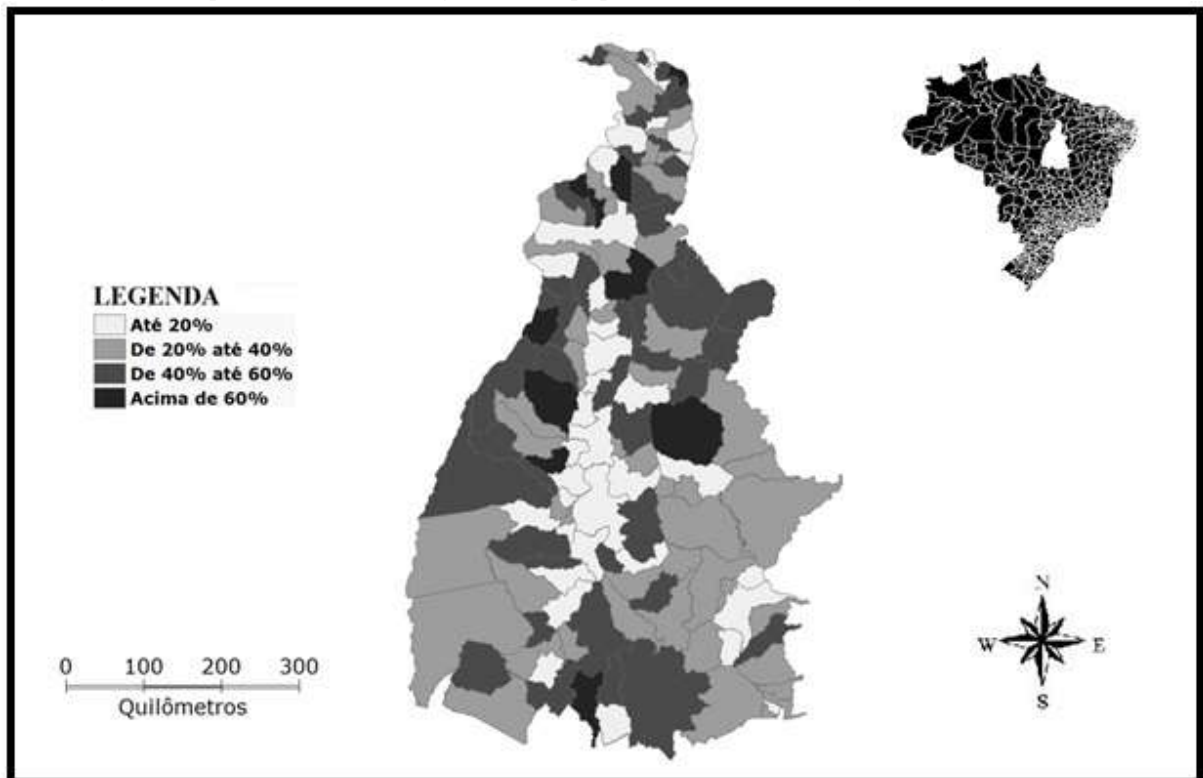 LEGENDA
Até 20%
De 20% até 40%
De 40% até 60%
Acima de 60%
0 100 200 300
Quilômetros
N
W E
S